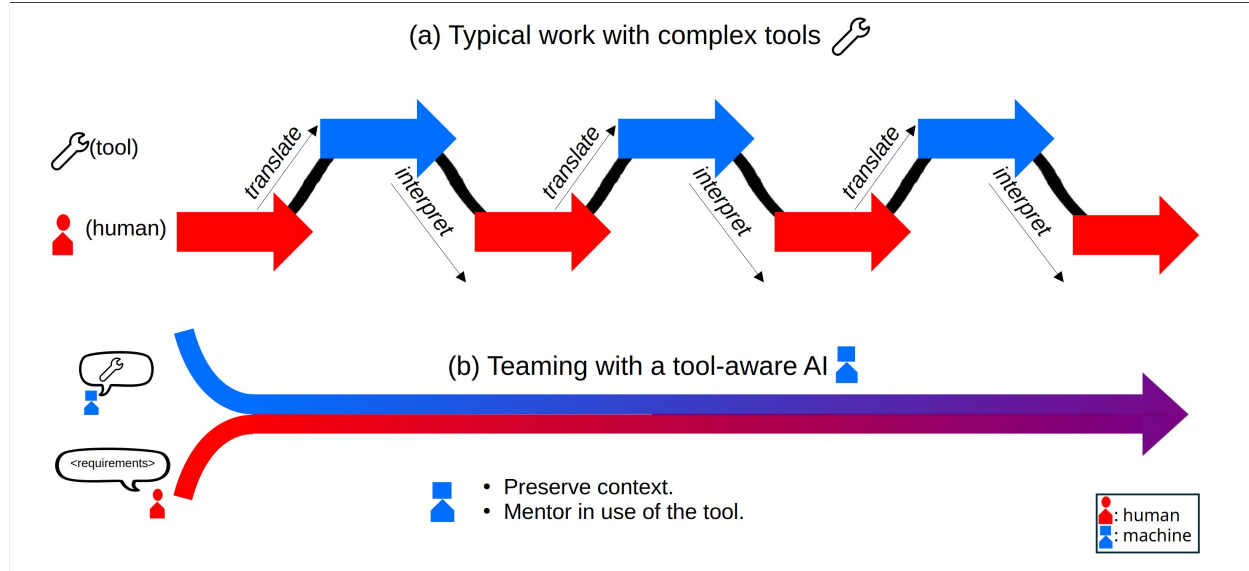 (a) Typical work with complex tools
(tool)
translate
interpret
translate
interpret
translate
interpret
(human)
(b) Teaming with a tool-aware AI
<requirements>
• Preserve context.
• Mentor in use of the tool.
: human
: machine